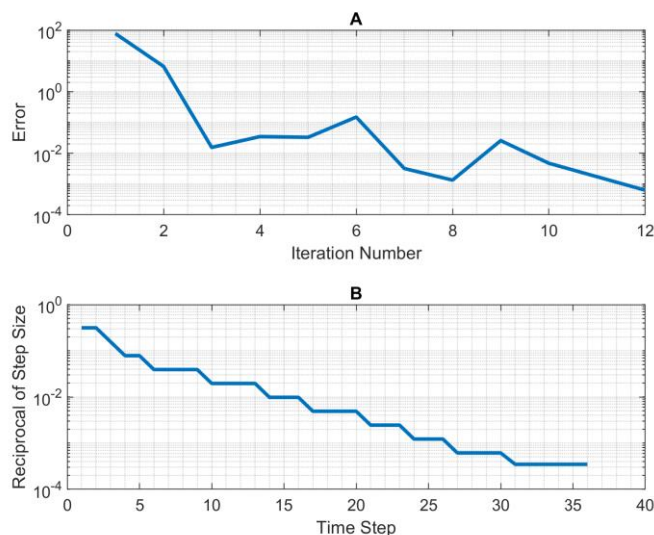 A
10^2
10^0
10^-2
10^-4
Error
0 2 4 6 8 10 12
Iteration Number
B
10^0
10^-2
10^-4
Reciprocal of Step Size
0 5 10 15 20 25 30 35 40
Time Step